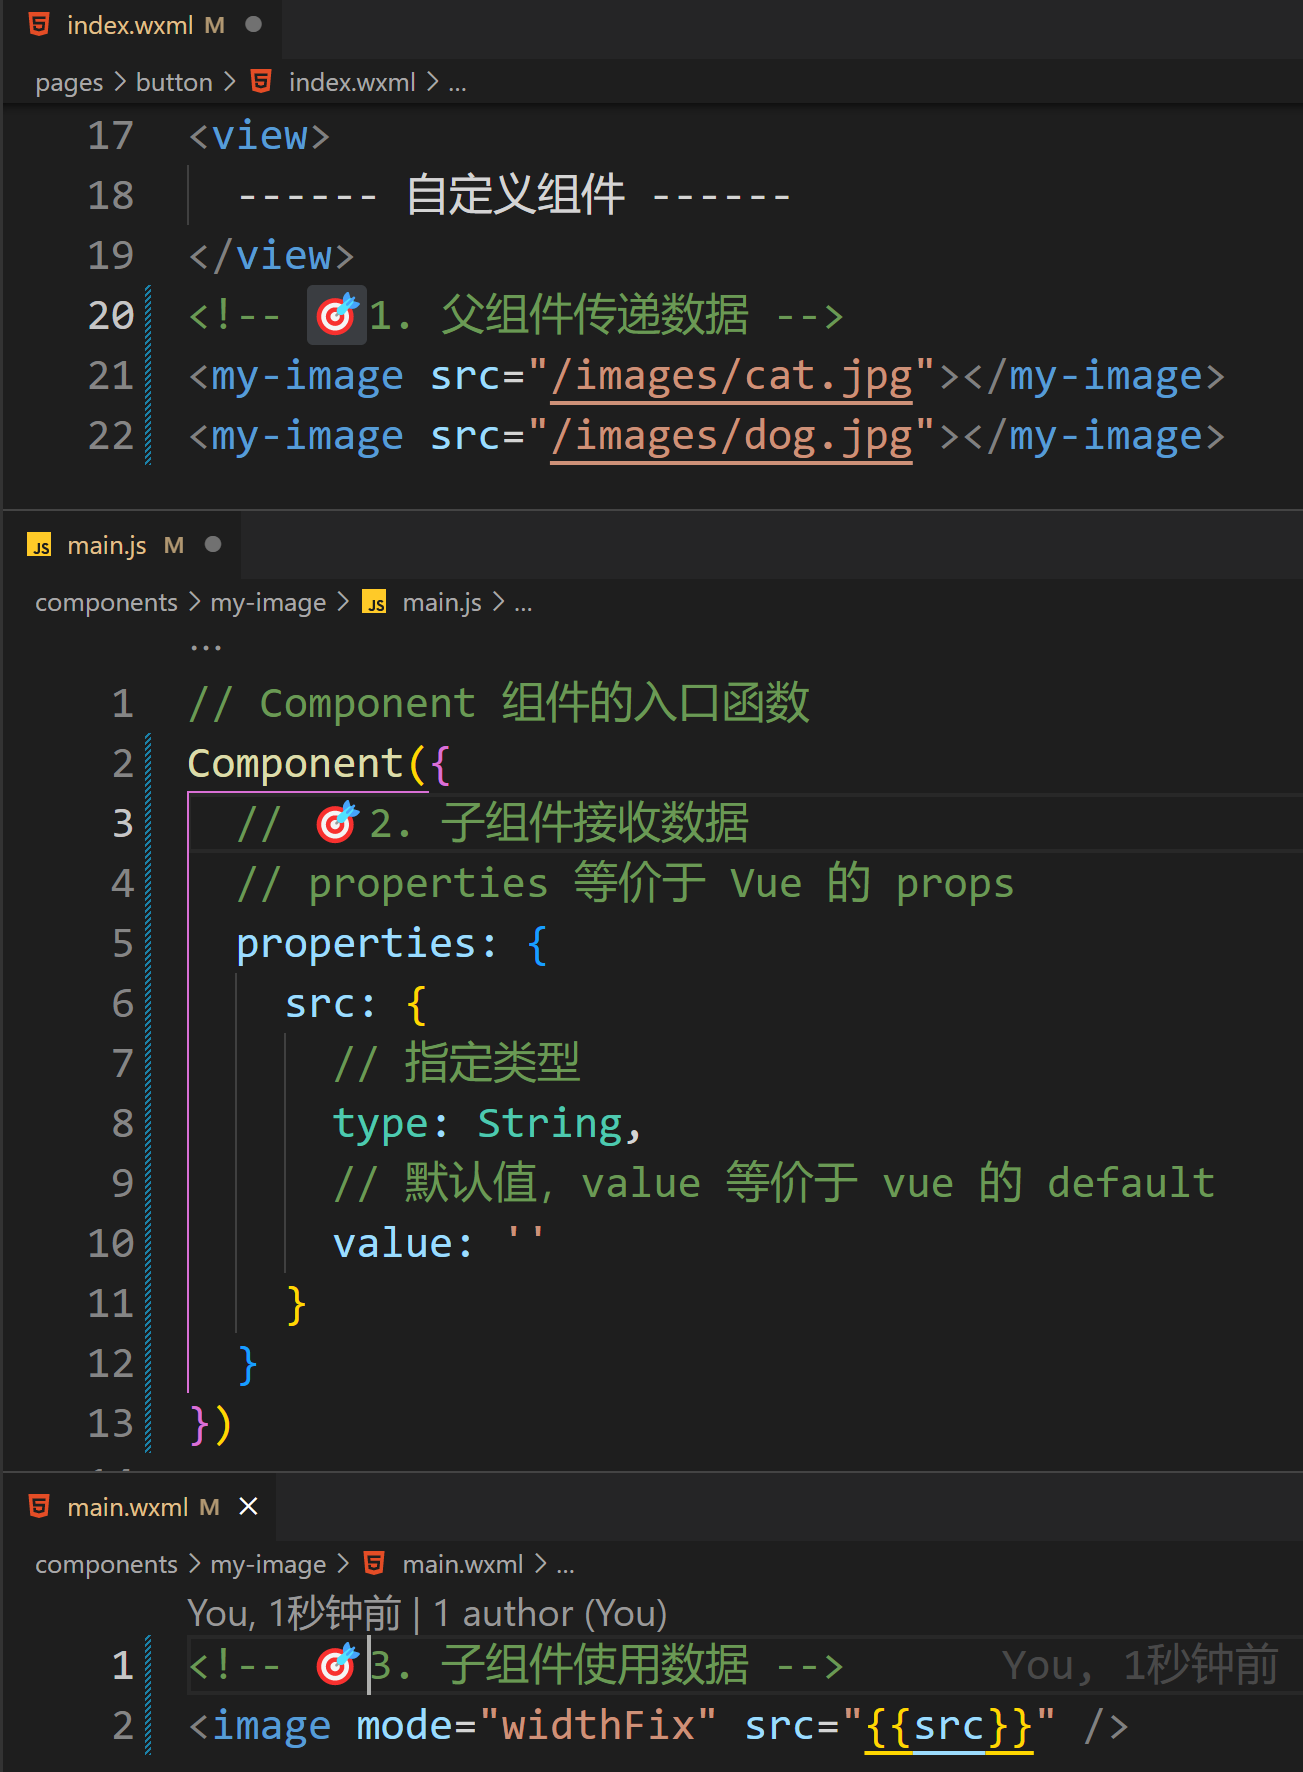 index.wxml M
pages > button > index.wxml > ...
17 <view>
18 ------ 自定义组件 ------
19 </view>
20 <!-- 🎯1. 父组件传递数据 -->
21 <my-image src="/images/cat.jpg"></my-image>
22 <my-image src="/images/dog.jpg"></my-image>
JS main.js M
components > my-image > JS main.js > ...
...
1 // Component 组件的入口函数
2 Component({
3 // 🎯2. 子组件接收数据
4 // properties 等价于 Vue 的 props
5 properties: {
6 src: {
7 // 指定类型
8 type: String,
9 // 默认值，value 等价于 vue 的 default
10 value: ''
11 }
12 }
13 })
main.wxml M
components > my-image > main.wxml > ...
You, 1秒钟前 | 1 author (You)
1 <!-- 🎯3. 子组件使用数据 --> You, 1秒钟前
2 <image mode="widthFix" src="{{src}}" />